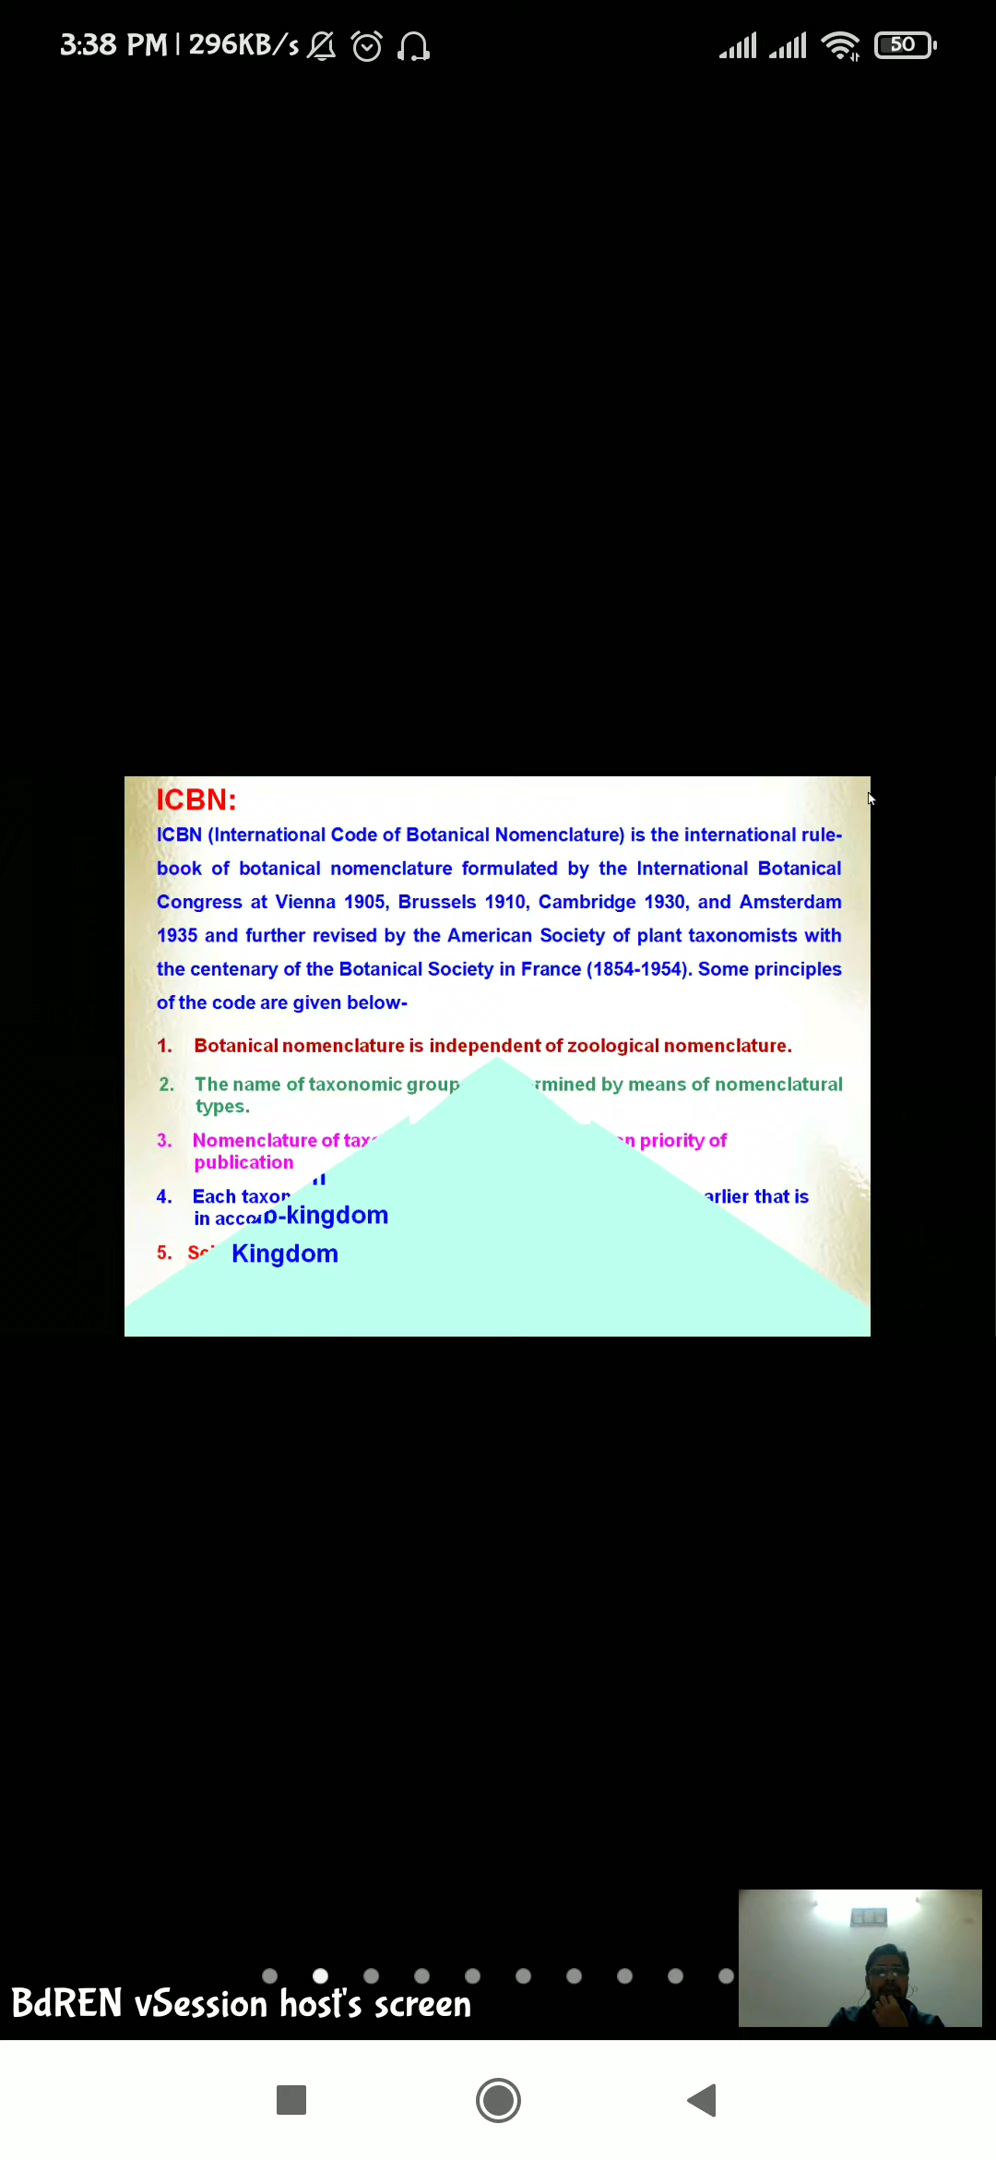 3:38 PM | 296KB/s
50
ICBN:
ICBN (International Code of Botanical Nomenclature) is the international rule-
book of botanical nomenclature formulated by the International Botanical
Congress at Vienna 1905, Brussels 1910, Cambridge 1930, and Amsterdam
1935 and further revised by the American Society of plant taxonomists with
the centenary of the Botanical Society in France (1854-1954). Some principles
of the code are given below-
1. Botanical nomenclature is independent of zoological nomenclature.
2. The name of taxonomic group rmined by means of nomenclatural
types.
3. Nomenclature of priority of
publication
4. Each taxon arlier that is
in
-kingdom
5.
Kingdom
BdREN vSession host's screen